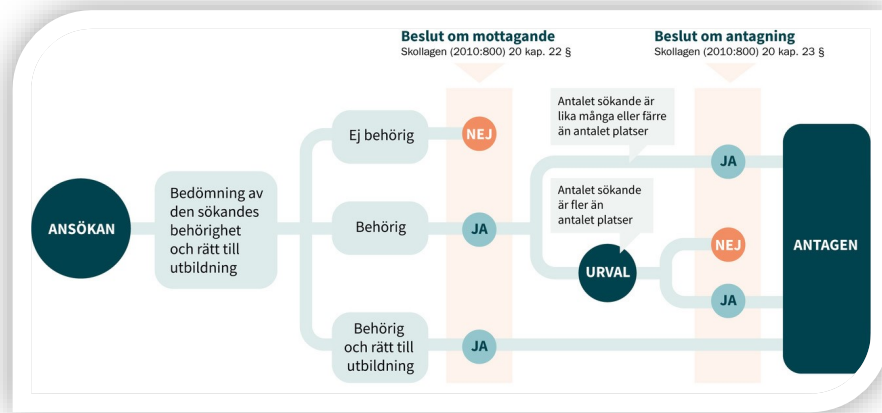 Beslut om mottagande
Skollagen (2010:800) 20 kap. 22 §
Beslut om antagning
Skollagen (2010:800) 20 kap. 23 §
ANSÖKAN
Bedömning av
den sökandes
behörighet
och rätt till
utbildning
Ej behörig
NEJ
Behörig
JA
Behörig
och rätt till
utbildning
JA
Antalet sökande är
lika många eller färre
än antalet platser
JA
Antalet sökande
är fler än
antalet platser
URVAL
NEJ
JA
ANTAGEN